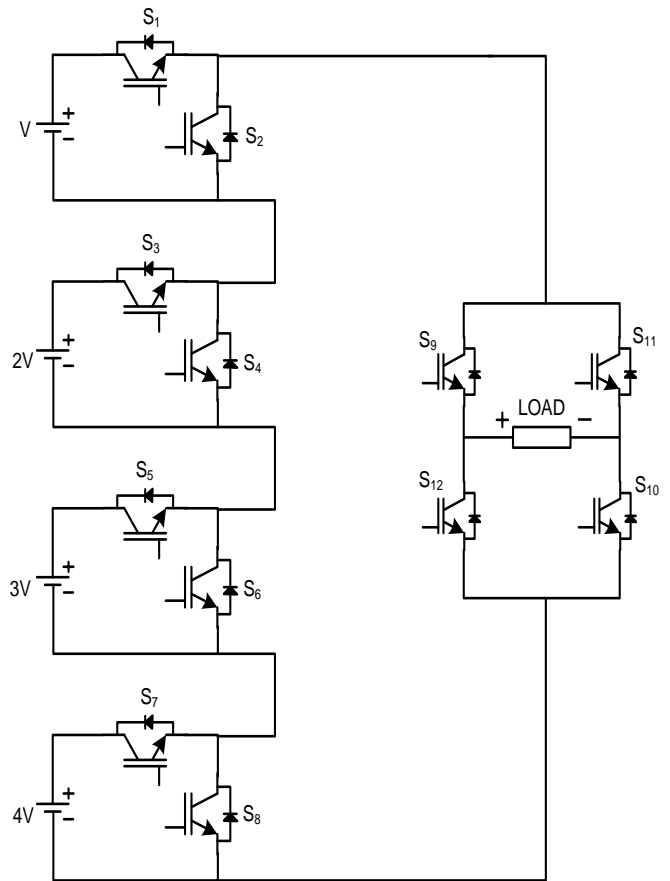 S1
V
+
−
S2
S3
2V
+
−
S4
S5
3V
+
−
S6
S7
4V
+
−
S8
S9
S11
+ LOAD −
S12
S10